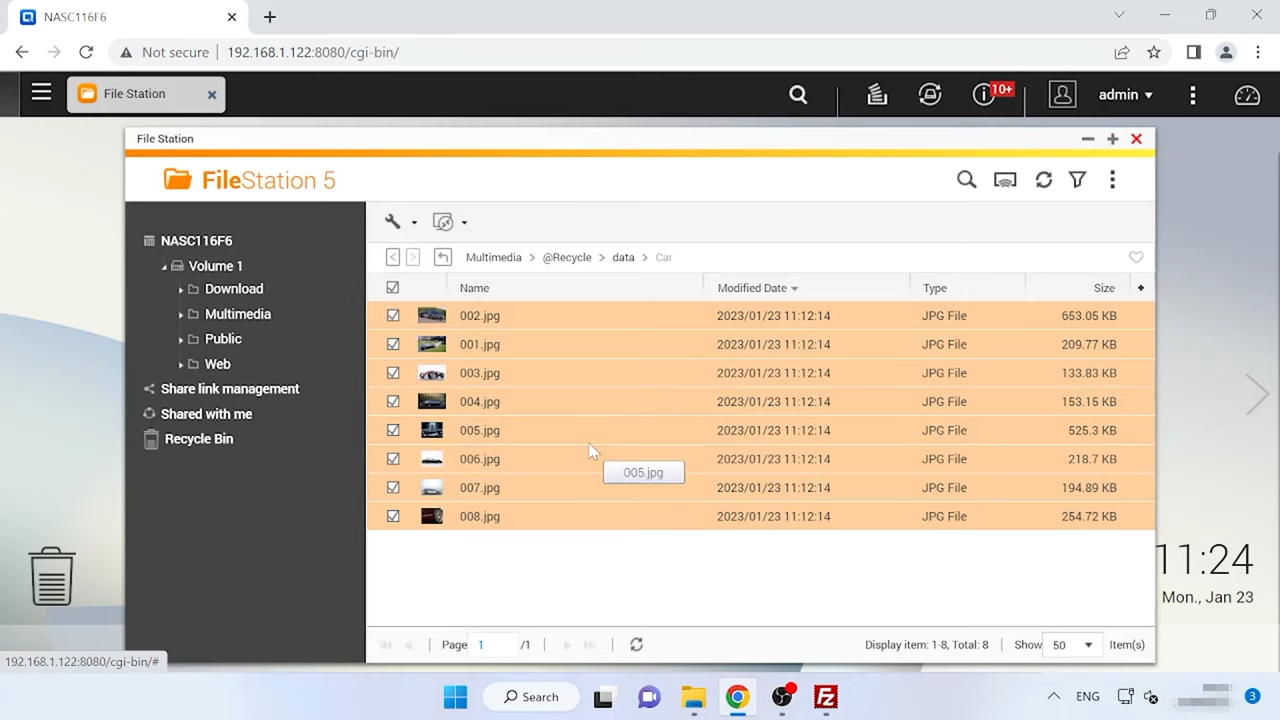 NASC116F6
Not secure 192.168.1.122:8080/cgi-bin/
File Station
10+
admin
File Station
FileStation 5
NASC116F6
Volume 1
Download
Multimedia
Public
Web
Share link management
Shared with me
Recycle Bin
Multimedia > @Recycle > data >
Name Modified Date Type Size
002.jpg 2023/01/23 11:12:14 JPG File 653.05 KB
001.jpg 2023/01/23 11:12:14 JPG File 209.77 KB
003.jpg 2023/01/23 11:12:14 JPG File 133.83 KB
004.jpg 2023/01/23 11:12:14 JPG File 153.15 KB
005.jpg 2023/01/23 11:12:14 JPG File 525.3 KB
006.jpg 2023/01/23 11:12:14 JPG File 218.7 KB
005.jpg
007.jpg 2023/01/23 11:12:14 JPG File 194.89 KB
008.jpg 2023/01/23 11:12:14 JPG File 254.72 KB
Page 1 /1 Display item: 1-8, Total: 8 Show 50 Item(s)
11:24
Mon., Jan 23
192.168.1.122:8080/cgi-bin/#
Search
ENG
3